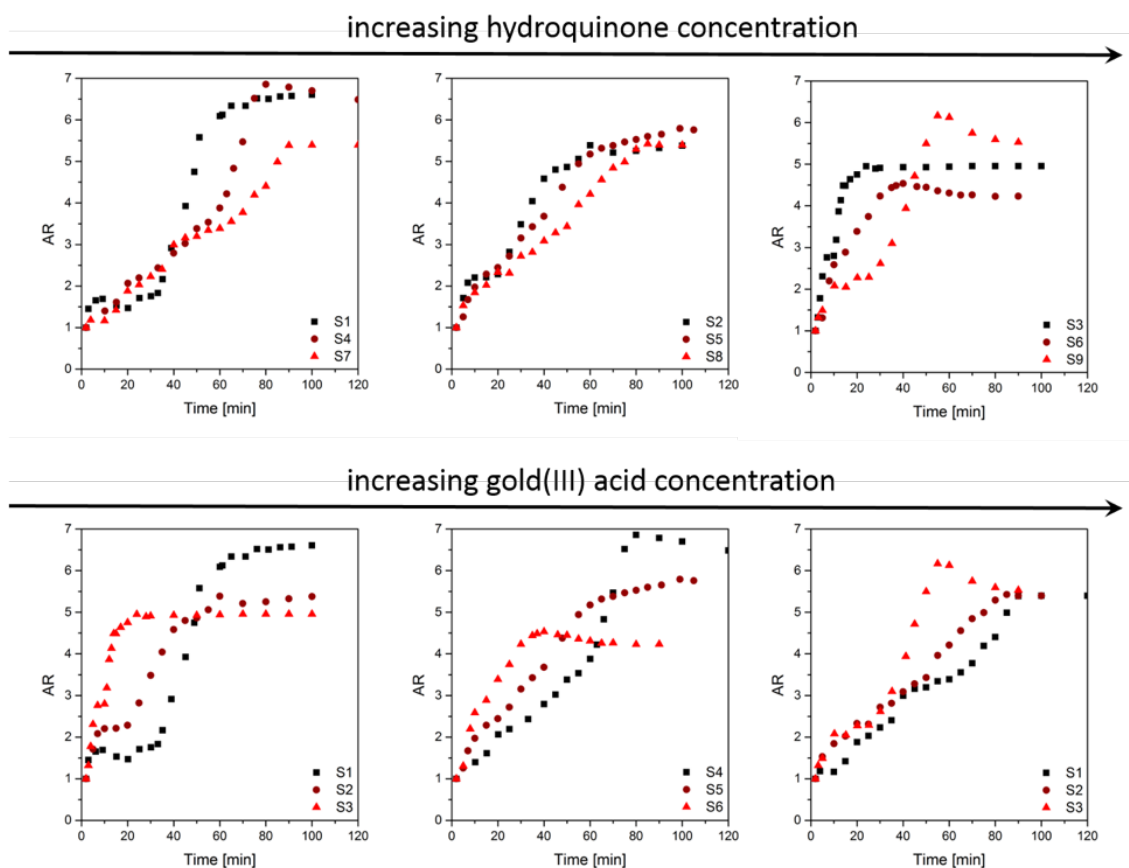 increasing hydroquinone concentration
7
6
5
4
3
2
1
0
AR
S1
S4
S7
0 20 40 60 80 100 120
Time [min]
7
6
5
4
3
2
1
0
AR
S2
S5
S8
0 20 40 60 80 100 120
Time [min]
7
6
5
4
3
2
1
0
AR
S3
S6
S9
0 20 40 60 80 100 120
Time [min]
increasing gold(III) acid concentration
7
6
5
4
3
2
1
0
AR
S1
S2
S3
0 20 40 60 80 100 120
Time [min]
7
6
5
4
3
2
1
0
AR
S4
S5
S6
0 20 40 60 80 100 120
Time [min]
7
6
5
4
3
2
1
0
AR
S1
S2
S3
0 20 40 60 80 100 120
Time [min]